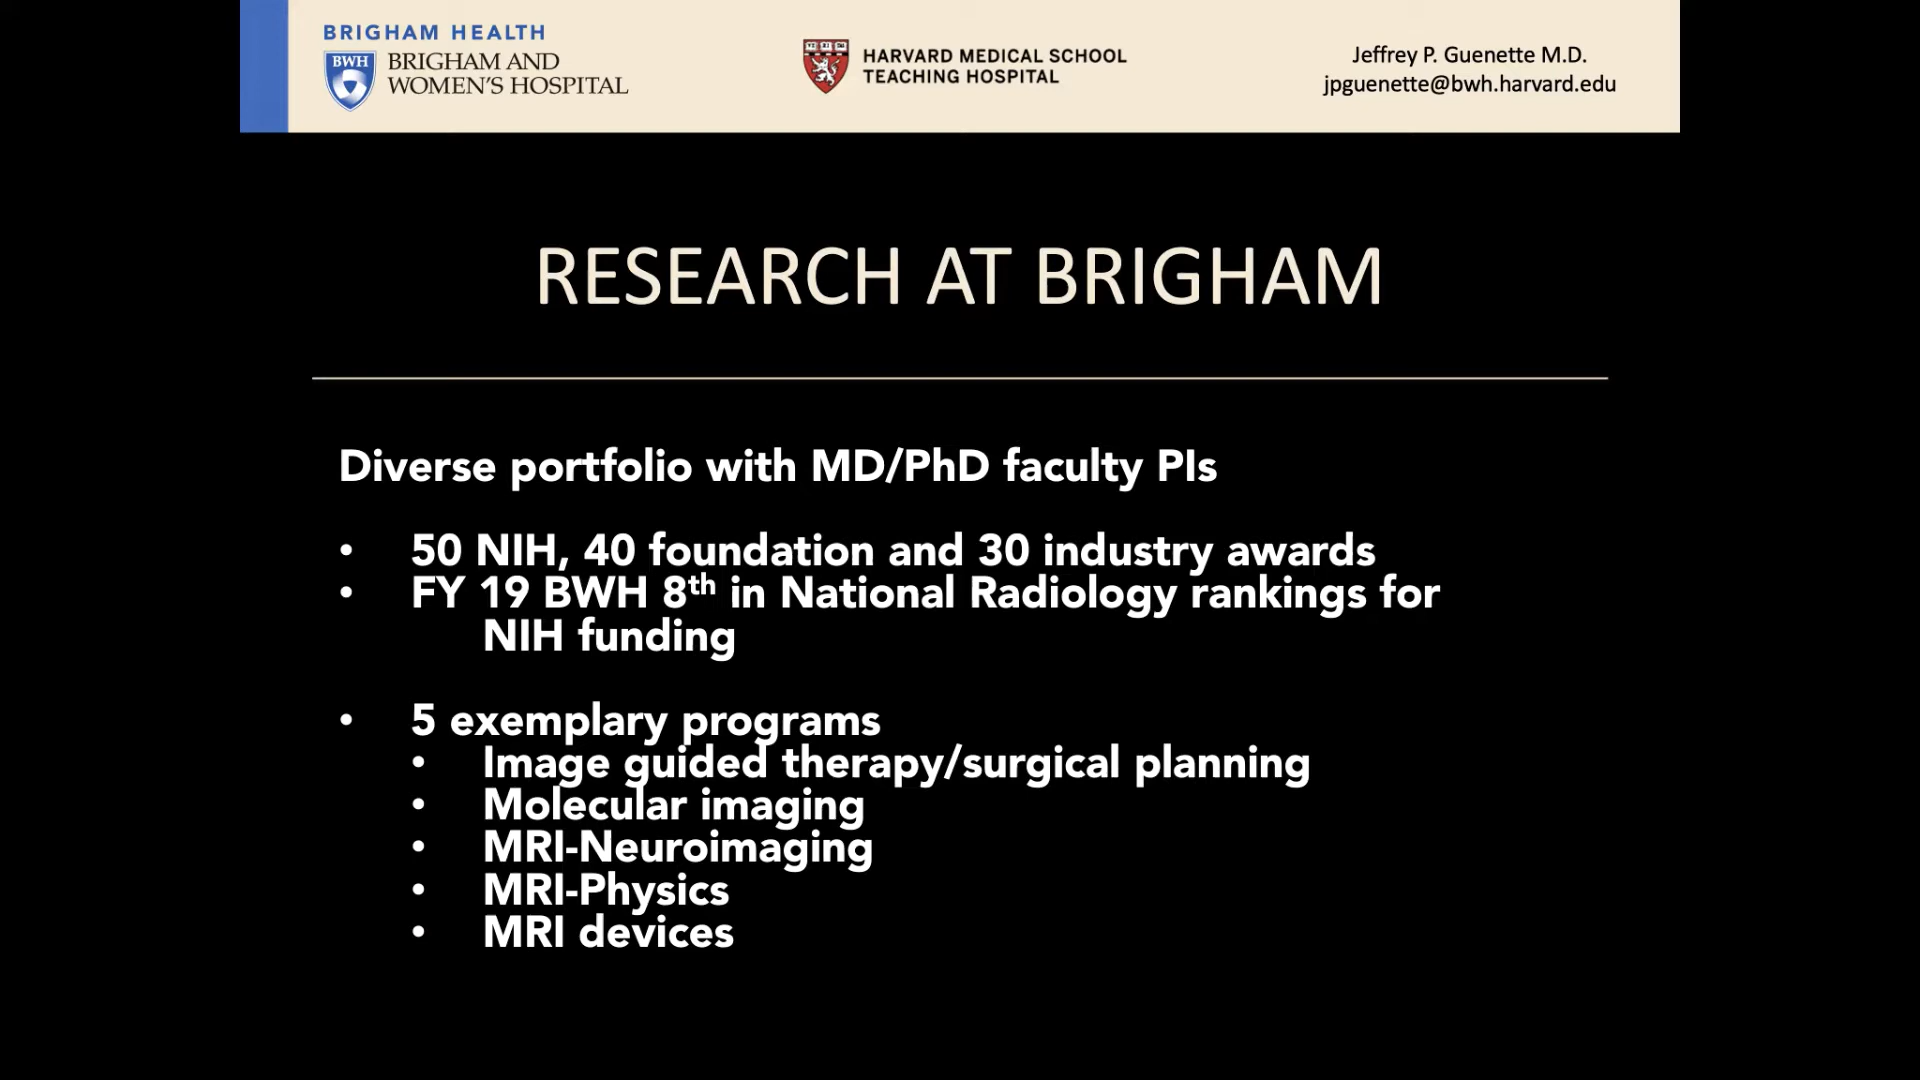 BRIGHAM HEALTH
BWH
BRIGHAM AND
WOMEN'S HOSPITAL
VE RI TAS
HARVARD MEDICAL SCHOOL
TEACHING HOSPITAL
Jeffrey P. Guenette M.D.
jpguenette@bwh.harvard.edu
RESEARCH AT BRIGHAM
Diverse portfolio with MD/PhD faculty PIs
• 50 NIH, 40 foundation and 30 industry awards
• FY 19 BWH 8th in National Radiology rankings for
NIH funding
• 5 exemplary programs
• Image guided therapy/surgical planning
• Molecular imaging
• MRI-Neuroimaging
• MRI-Physics
• MRI devices